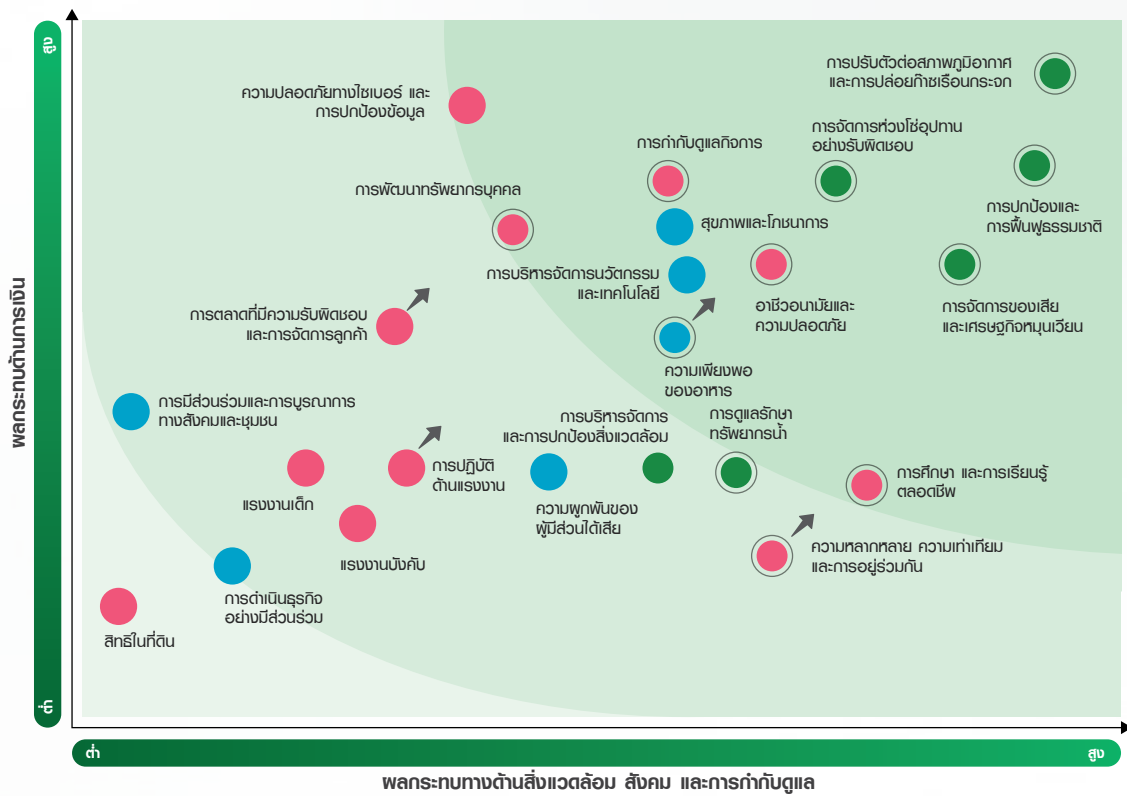 สูง
การปรับตัวต่อสภาพภูมิอากาศ
และการปล่อยก๊าซเรือนกระจก
ความปลอดภัยทางไซเบอร์ และ
การปกป้องข้อมูล
การจัดการห่วงโซ่อุปทาน
อย่างรับผิดชอบ
การกำกับดูแลกิจการ
การพัฒนาทรัพยากรบุคคล
การปกป้องและ
การฟื้นฟูธรรมชาติ
สุขภาพและโภชนาการ
การบริหารจัดการนวัตกรรม
และเทคโนโลยี
อาชีวอนามัยและ
ความปลอดภัย
การจัดการของเสีย
และเศรษฐกิจหมุนเวียน
การตลาดที่มีความรับผิดชอบ
และการจัดการลูกค้า
ความเพียงพอ
ของอาหาร
ผลกระทบด้านการเงิน
การมีส่วนร่วมและการบูรณาการ
ทางสังคมและชุมชน
การบริหารจัดการ
และการปกป้องสิ่งแวดล้อม
การดูแลรักษา
ทรัพยากรน้ำ
การปฏิบัติ
ด้านแรงงาน
การศึกษา และการเรียนรู้
ตลอดชีพ
แรงงานเด็ก
ความผูกพันของ
ผู้มีส่วนได้เสีย
แรงงานบังคับ
ความหลากหลาย ความเท่าเทียม
และการอยู่ร่วมกัน
การดำเนินธุรกิจ
อย่างมีส่วนร่วม
สิทธิในที่ดิน
ต่ำ
ต่ำ
สูง
ผลกระทบทางด้านสิ่งแวดล้อม สังคม และการกำกับดูแล